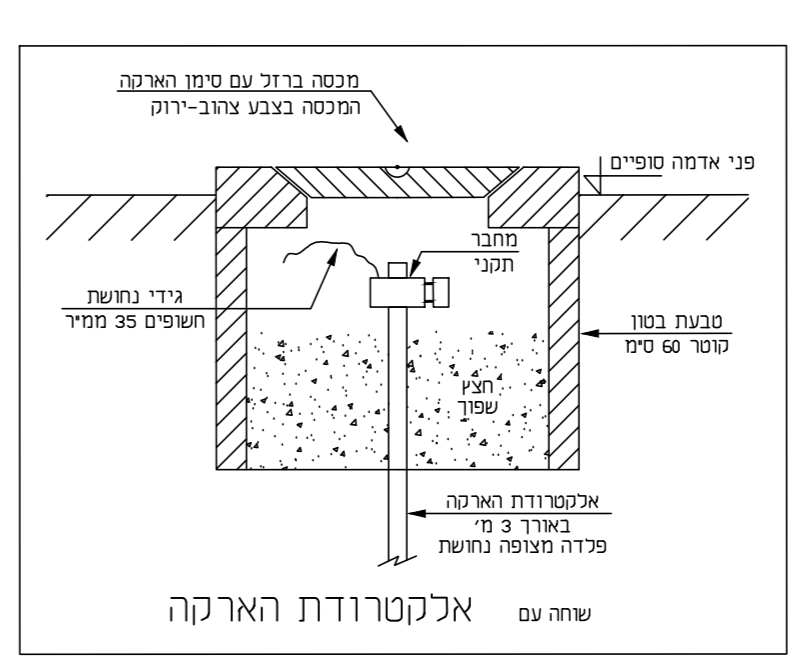 מכסה ברזל עם סימן הארקה
המכסה בצבע צהוב-ירוק
פני אדמה סופיים
מחבר
תקני
גידי נחושת
חשופים 35 ממ"ר
טבעת בטון
קוטר 60 ס"מ
חצץ
שפוך
אלקטרודת הארקה
באורך 3 מ'
פלדה מצופה נחושת
שוחה עם אלקטרודת הארקה